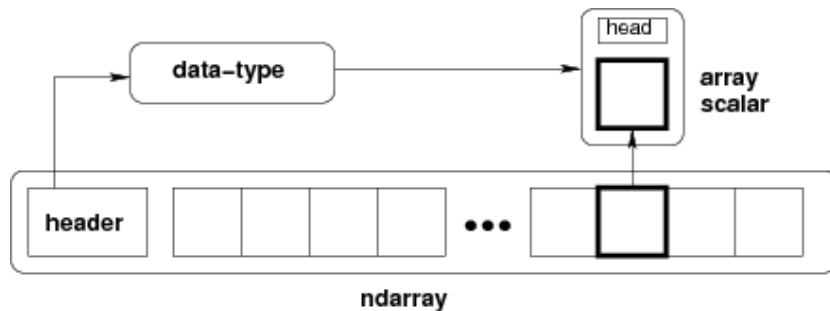 head
data-type
array
scalar
header
•••
ndarray